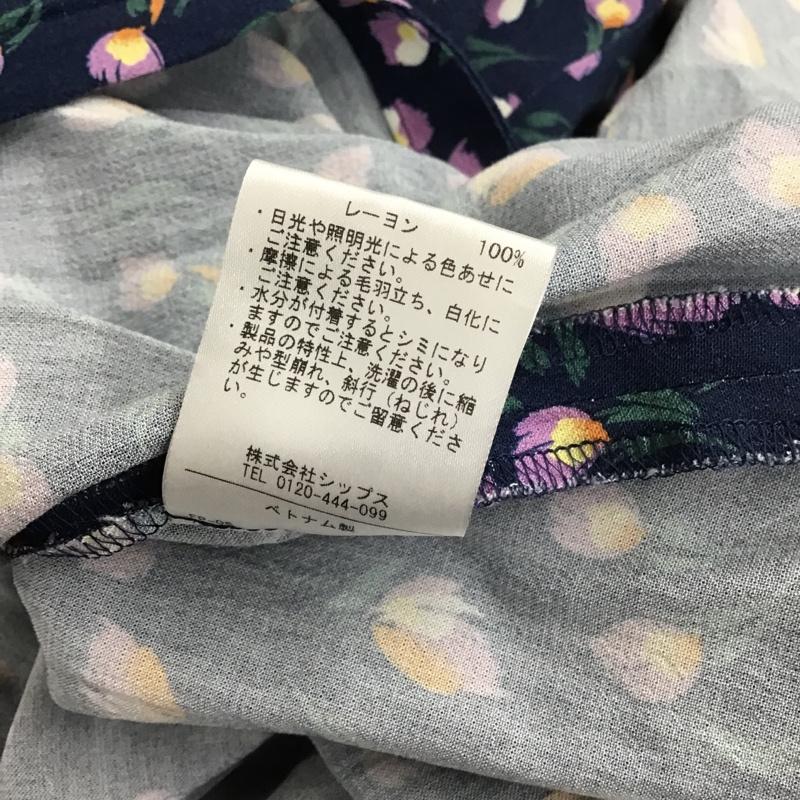 レーヨン 100%
・日光や照明光による色あせに
ご注意ください。
・摩擦による毛羽立ち、白化に
ご注意ください。
・水分が付着するとシミになり
ますのでご注意ください。
・製品の特性上、洗濯の後に縮
みや型崩れ、斜行（ねじれ）
が生じますのでご留意くださ
い。
株式会社シップス
TEL 0120-444-099
ベトナム製